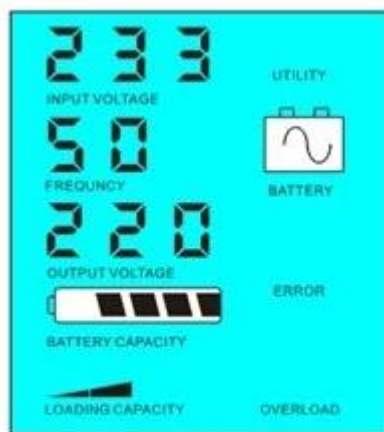 233
UTILITY
INPUT VOLTAGE
50
FREQUNCY
BATTERY
220
OUTPUT VOLTAGE
ERROR
BATTERY CAPACITY
LOADING CAPACITY
OVERLOAD